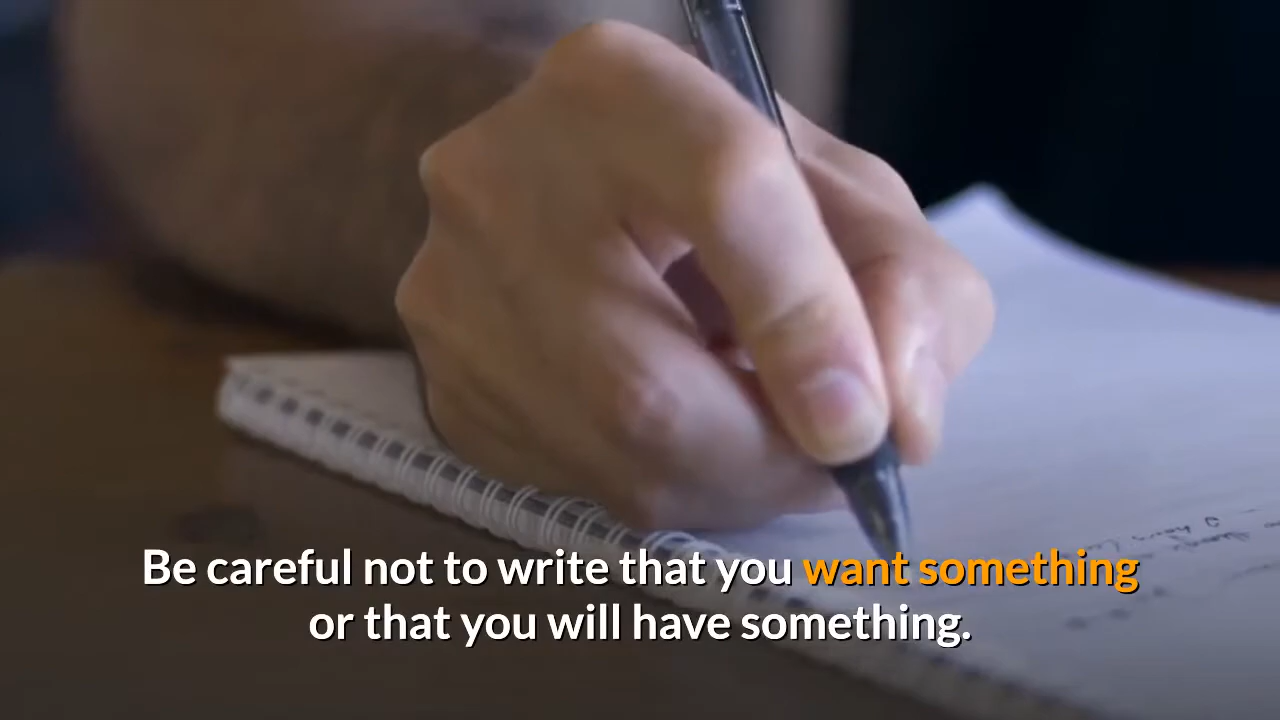 Be careful not to write that you want something
or that you will have something.